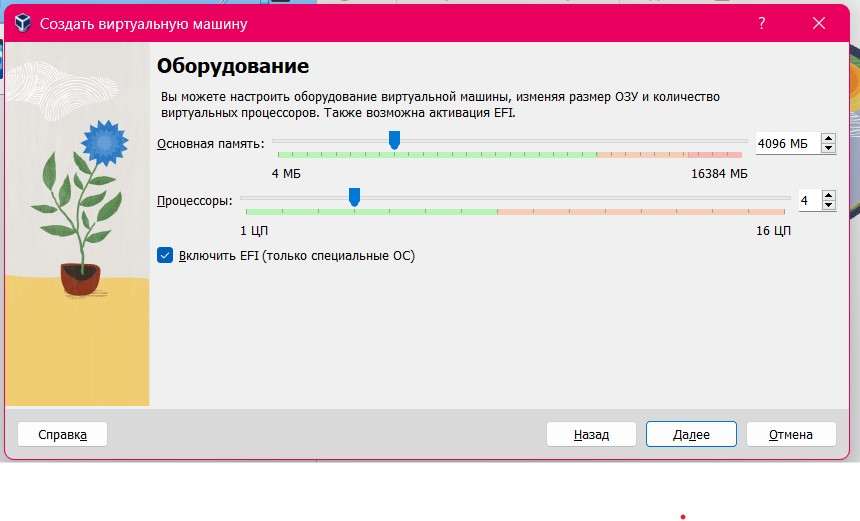 Создать виртуальную машину
?
Оборудование
Вы можете настроить оборудование виртуальной машины, изменяя размер ОЗУ и количество
виртуальных процессоров. Также возможна активация EFI.
Основная память:
4096 МБ
4 МБ
16384 МБ
Процессоры:
4
1 ЦП
16 ЦП
Включить EFI (только специальные ОС)
Справка
Назад
Далее
Отмена